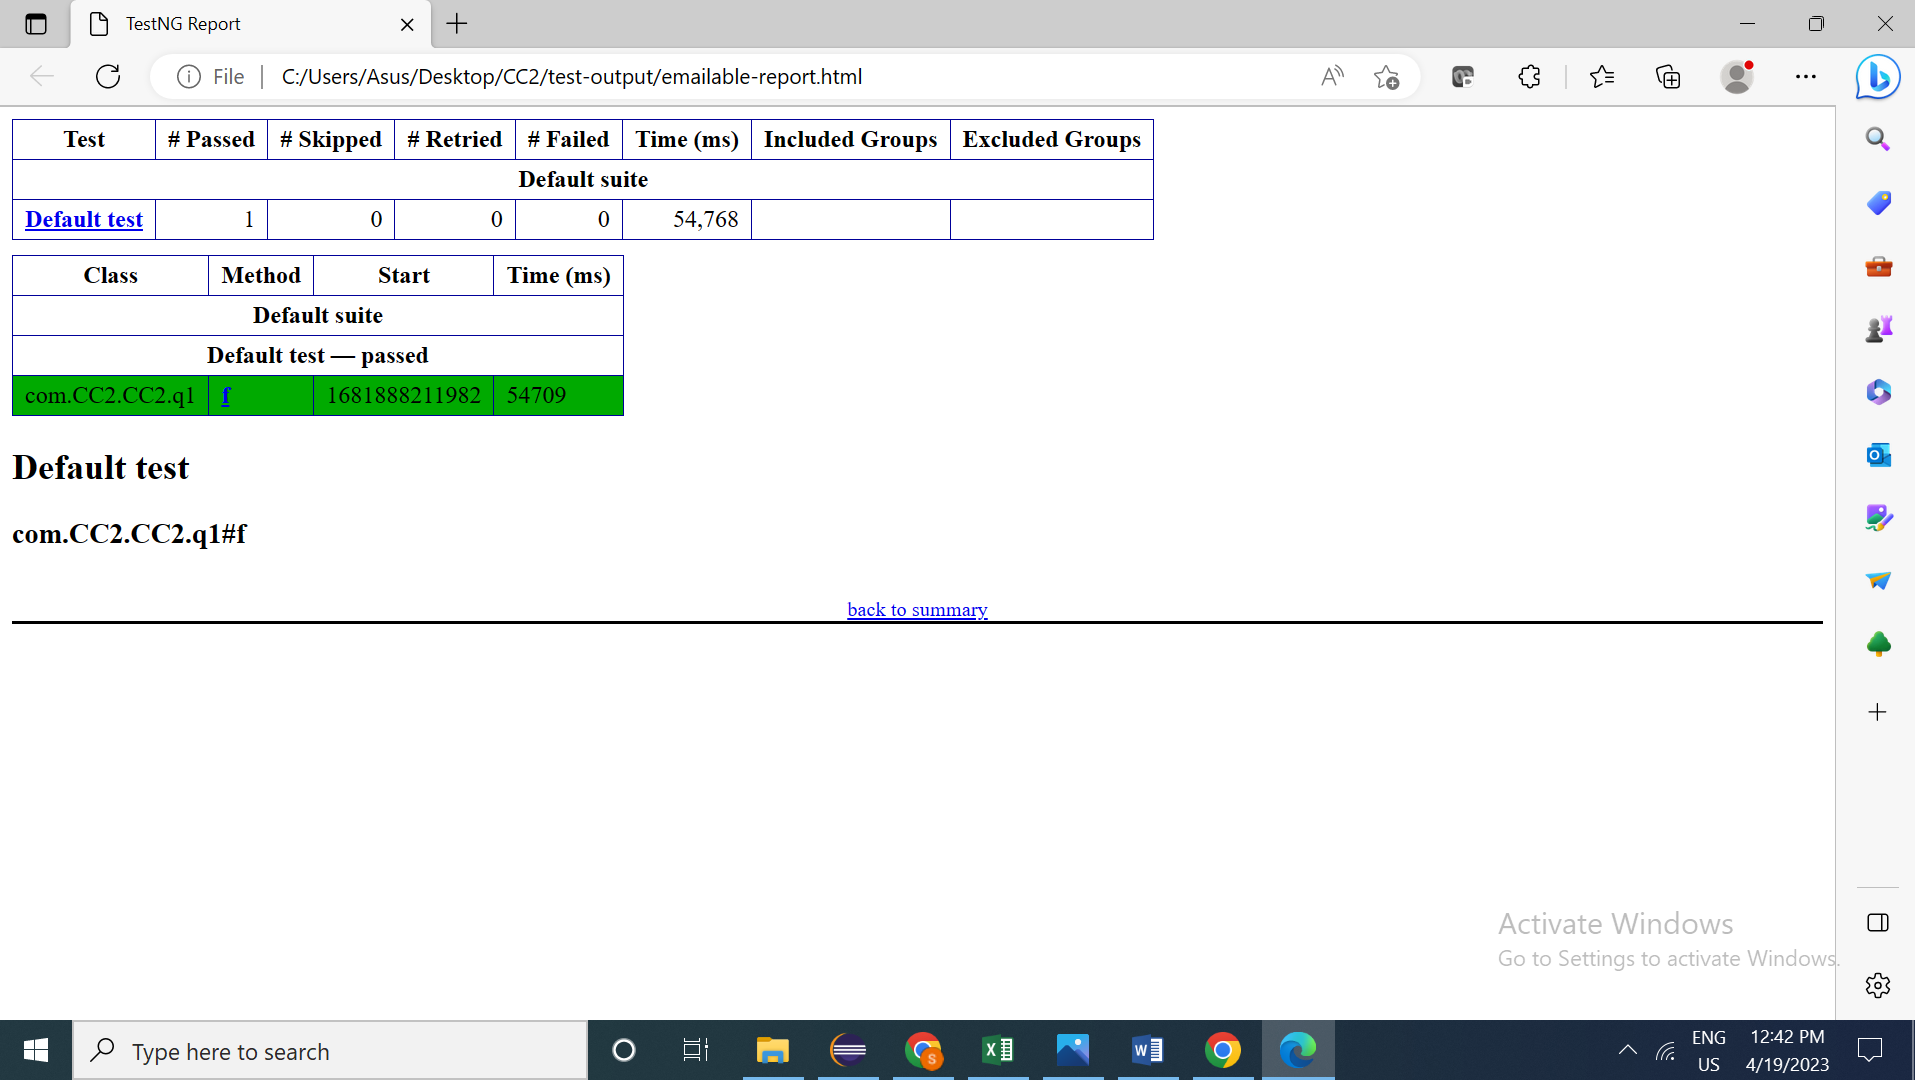 TestNG Report
File
C:/Users/Asus/Desktop/CC2/test-output/emailable-report.html
Test # Passed # Skipped # Retried # Failed Time (ms) Included Groups Excluded Groups
Default suite
Default test 1 0 0 0 54,768
Class Method Start Time (ms)
Default suite
Default test — passed
com.CC2.CC2.q1 f 1681888211982 54709
Default test
com.CC2.CC2.q1#f
back to summary
Activate Windows
Go to Settings to activate Windows.
Type here to search
ENG
US
12:42 PM
4/19/2023